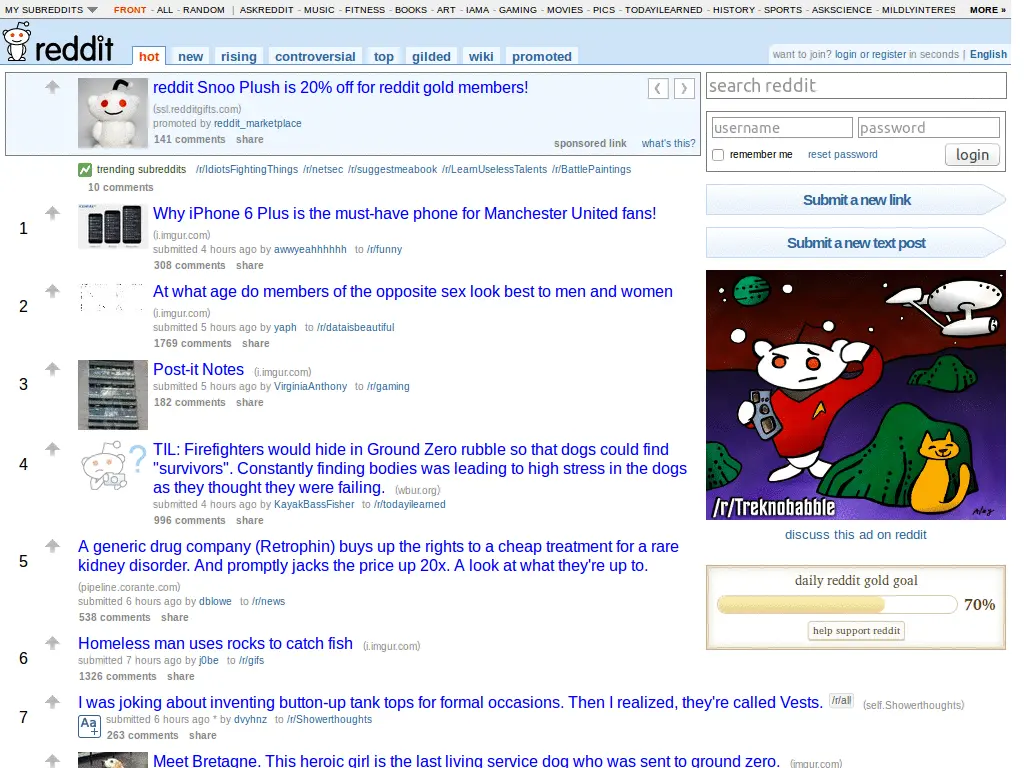 MY SUBREDDITS FRONT - ALL - RANDOM | ASKREDDIT - MUSIC - FITNESS - BOOKS - ART - IAMA - GAMING - MOVIES - PICS - TODAYILEARNED - HISTORY - SPORTS - ASKSCIENCE - MILDLYINTERES MORE »
reddit hot new rising controversial top gilded wiki promoted
want to join? login or register in seconds | English
reddit Snoo Plush is 20% off for reddit gold members!
(ssl.redditgifts.com)
promoted by reddit_marketplace
141 comments share
sponsored link what's this?
trending subreddits /r/IdiotsFightingThings /r/netsec /r/suggestmeabook /r/LearnUselessTalents /r/BattlePaintings
10 comments
1
Why iPhone 6 Plus is the must-have phone for Manchester United fans!
(i.imgur.com)
submitted 4 hours ago by awwyeahhhhhh to /r/funny
308 comments share
2
At what age do members of the opposite sex look best to men and women
(i.imgur.com)
submitted 5 hours ago by yaph to /r/dataisbeautiful
1769 comments share
3
Post-it Notes (i.imgur.com)
submitted 5 hours ago by VirginiaAnthony to /r/gaming
182 comments share
4
TIL: Firefighters would hide in Ground Zero rubble so that dogs could find
"survivors". Constantly finding bodies was leading to high stress in the dogs
as they thought they were failing. (wbur.org)
submitted 4 hours ago by KayakBassFisher to /r/todayilearned
996 comments share
5
A generic drug company (Retrophin) buys up the rights to a cheap treatment for a rare
kidney disorder. And promptly jacks the price up 20x. A look at what they're up to.
(pipeline.corante.com)
submitted 6 hours ago by dblowe to /r/news
538 comments share
6
Homeless man uses rocks to catch fish (i.imgur.com)
submitted 7 hours ago by j0be to /r/gifs
1326 comments share
7
I was joking about inventing button-up tank tops for formal occasions. Then I realized, they're called Vests. /r/all (self.Showerthoughts)
Aa
submitted 6 hours ago * by dvyhnz to /r/Showerthoughts
263 comments share
Meet Bretagne. This heroic girl is the last living service dog who was sent to ground zero. (imgur.com)
search reddit
username password
remember me reset password login
Submit a new link
Submit a new text post
/r/Treknobabble
discuss this ad on reddit
daily reddit gold goal
70%
help support reddit